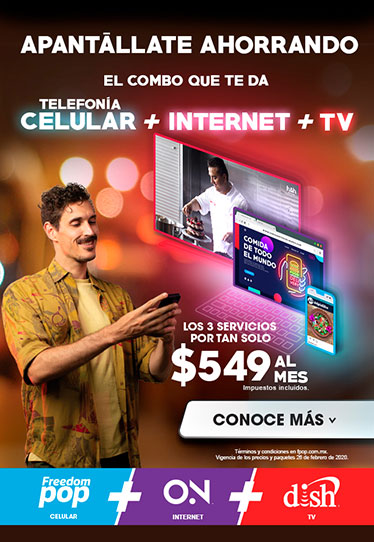 APANTÁLLATE AHORRANDO
EL COMBO QUE TE DA
TELEFONÍA
CELULAR + INTERNET + TV
COMIDA
DE TODO
EL MUNDO
LOS 3 SERVICIOS
POR TAN SOLO
$549 AL MES
Impuestos incluidos.
CONOCE MÁS
Términos y condiciones en fpop.com.mx.
Vigencia de los precios y paquetes 28 de febrero de 2020.
Freedom pop + ON + dish
CELULAR INTERNET TV